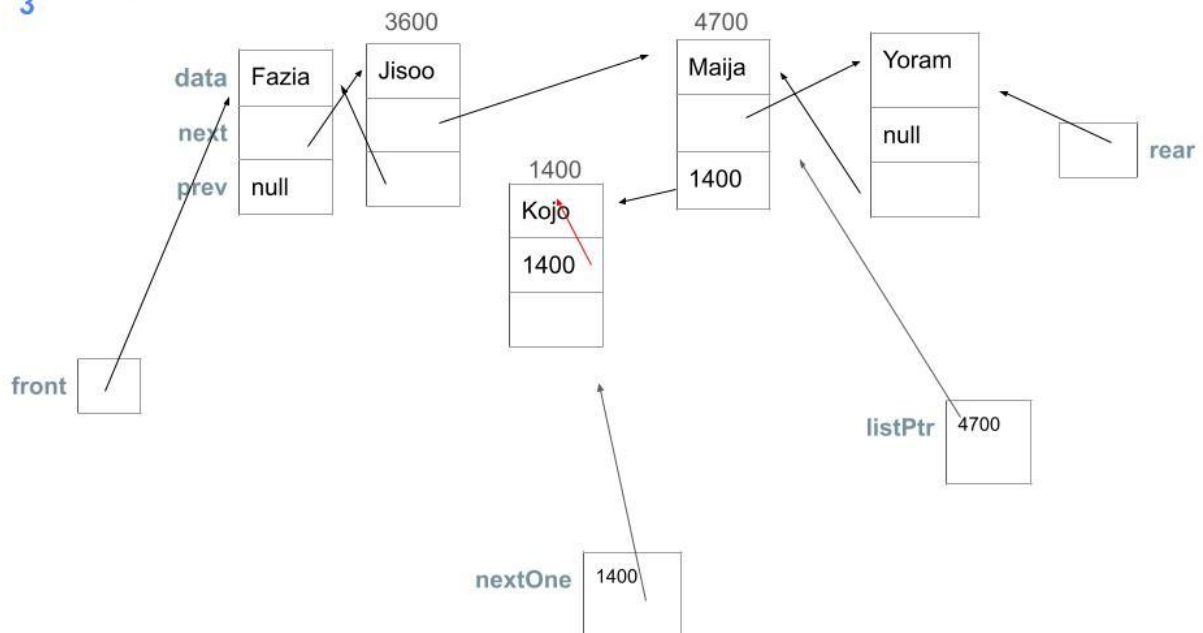 3
3600
4700
data
Fazia
Jisoo
Maija
Yoram
next
null
rear
prev
null
1400
1400
Kojo
1400
front
listPtr
4700
nextOne
1400